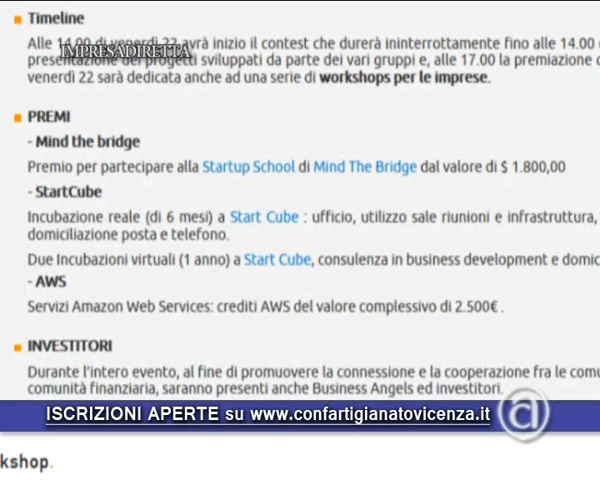 Timeline
Alle 14.00 di venerdì 22 avrà inizio il contest che durerà ininterrottamente fino alle 14.00
IMPRESADIRETTA
presentazione dei progetti sviluppati da parte dei vari gruppi e, alle 17.00 la premiazione
venerdì 22 sarà dedicata anche ad una serie di workshops per le imprese.
PREMI
- Mind the bridge
Premio per partecipare alla Startup School di Mind The Bridge dal valore di $ 1.800,00
- StartCube
Incubazione reale (di 6 mesi) a Start Cube : ufficio, utilizzo sale riunioni e infrastruttura,
domiciliazione posta e telefono.
Due Incubazioni virtuali (1 anno) a Start Cube, consulenza in business development e domic
- AWS
Servizi Amazon Web Services: crediti AWS del valore complessivo di 2.500€ .
INVESTITORI
Durante l'intero evento, al fine di promuovere la connessione e la cooperazione fra le comu
comunità finanziaria, saranno presenti anche Business Angels ed investitori.
ISCRIZIONI APERTE su www.confartigianatovicenza.it @
kshop.